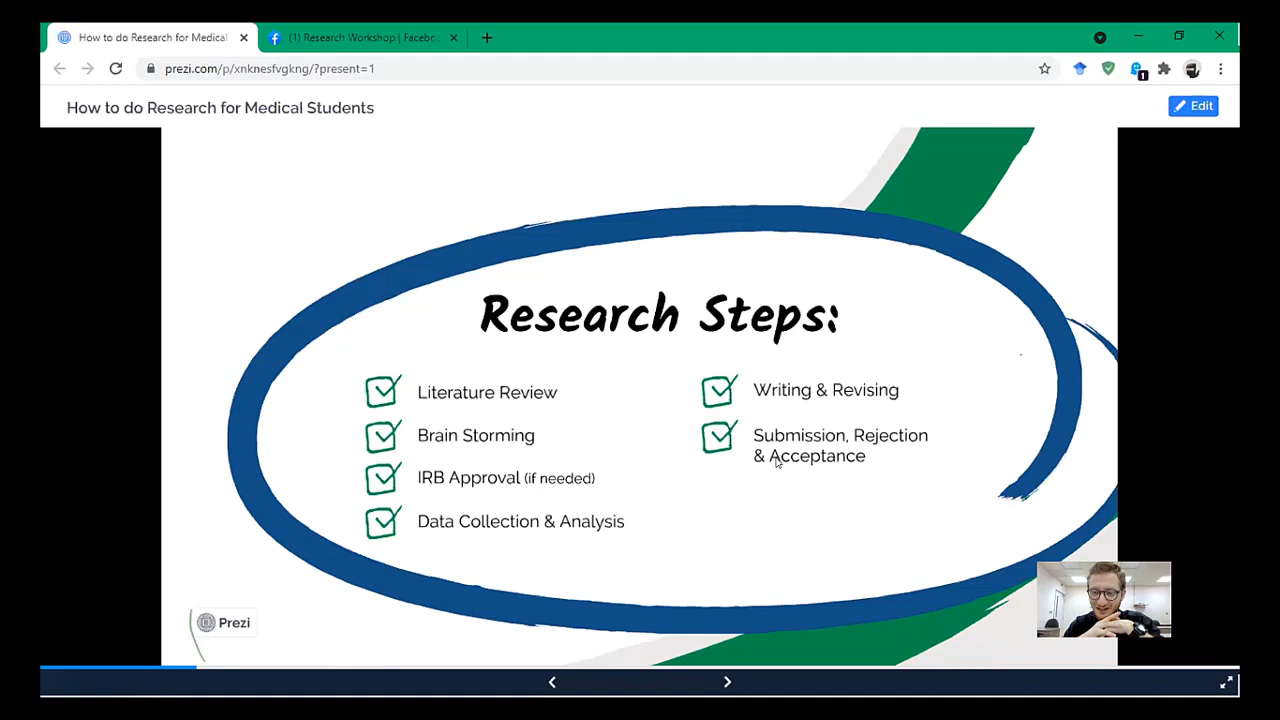 How to do Research for Medical
(1) Research Workshop | Facebo
prezi.com/p/xnknesfvgkng/?present=1
1
How to do Research for Medical Students
Edit
Research Steps:
Literature Review
Brain Storming
IRB Approval (if needed)
Data Collection & Analysis
Writing & Revising
Submission, Rejection
& Acceptance
Prezi